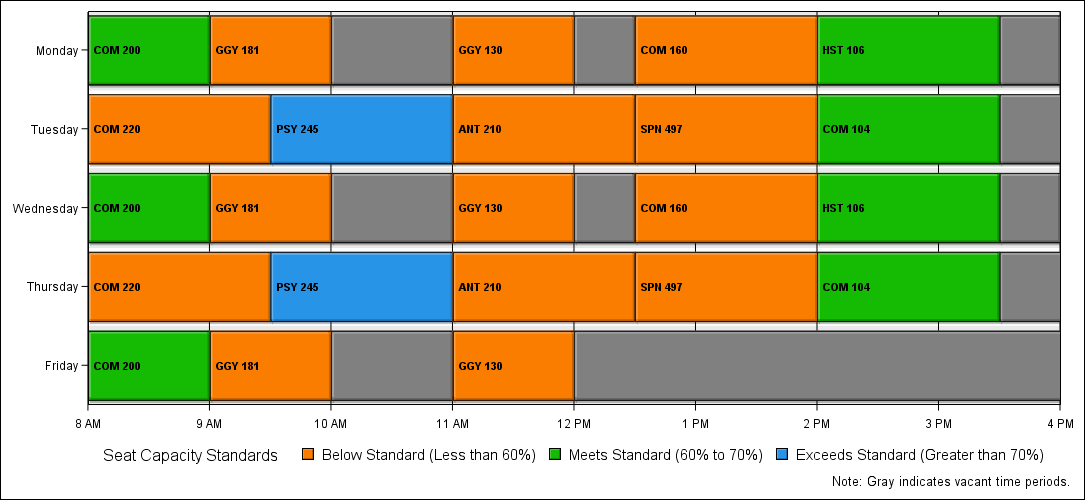 Monday COM 200 GGY 181 GGY 130 COM 160 HST 106
Tuesday COM 220 PSY 245 ANT 210 SPN 497 COM 104
Wednesday COM 200 GGY 181 GGY 130 COM 160 HST 106
Thursday COM 220 PSY 245 ANT 210 SPN 497 COM 104
Friday COM 200 GGY 181 GGY 130
8 AM 9 AM 10 AM 11 AM 12 PM 1 PM 2 PM 3 PM 4 PM
Seat Capacity Standards Below Standard (Less than 60%) Meets Standard (60% to 70%) Exceeds Standard (Greater than 70%)
Note: Gray indicates vacant time periods.